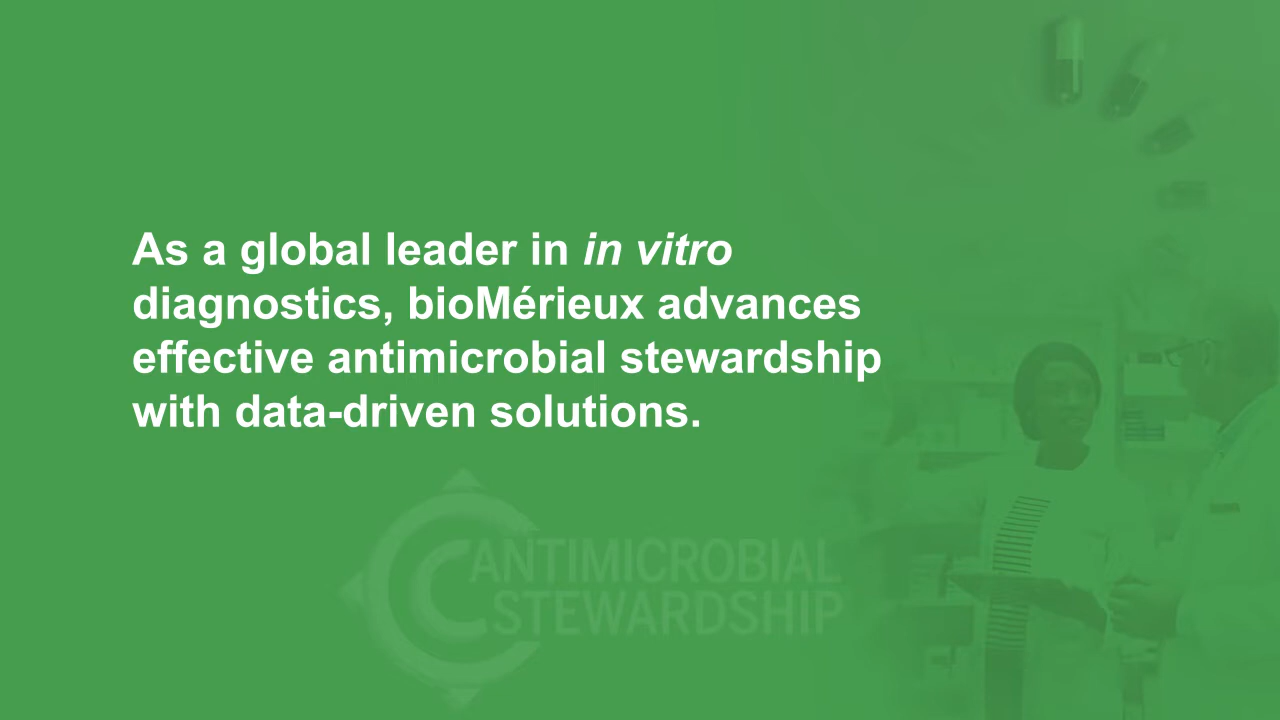 As a global leader in in vitro
diagnostics, bioMérieux advances
effective antimicrobial stewardship
with data-driven solutions.
ANTIMICROBIAL
STEWARDSHIP